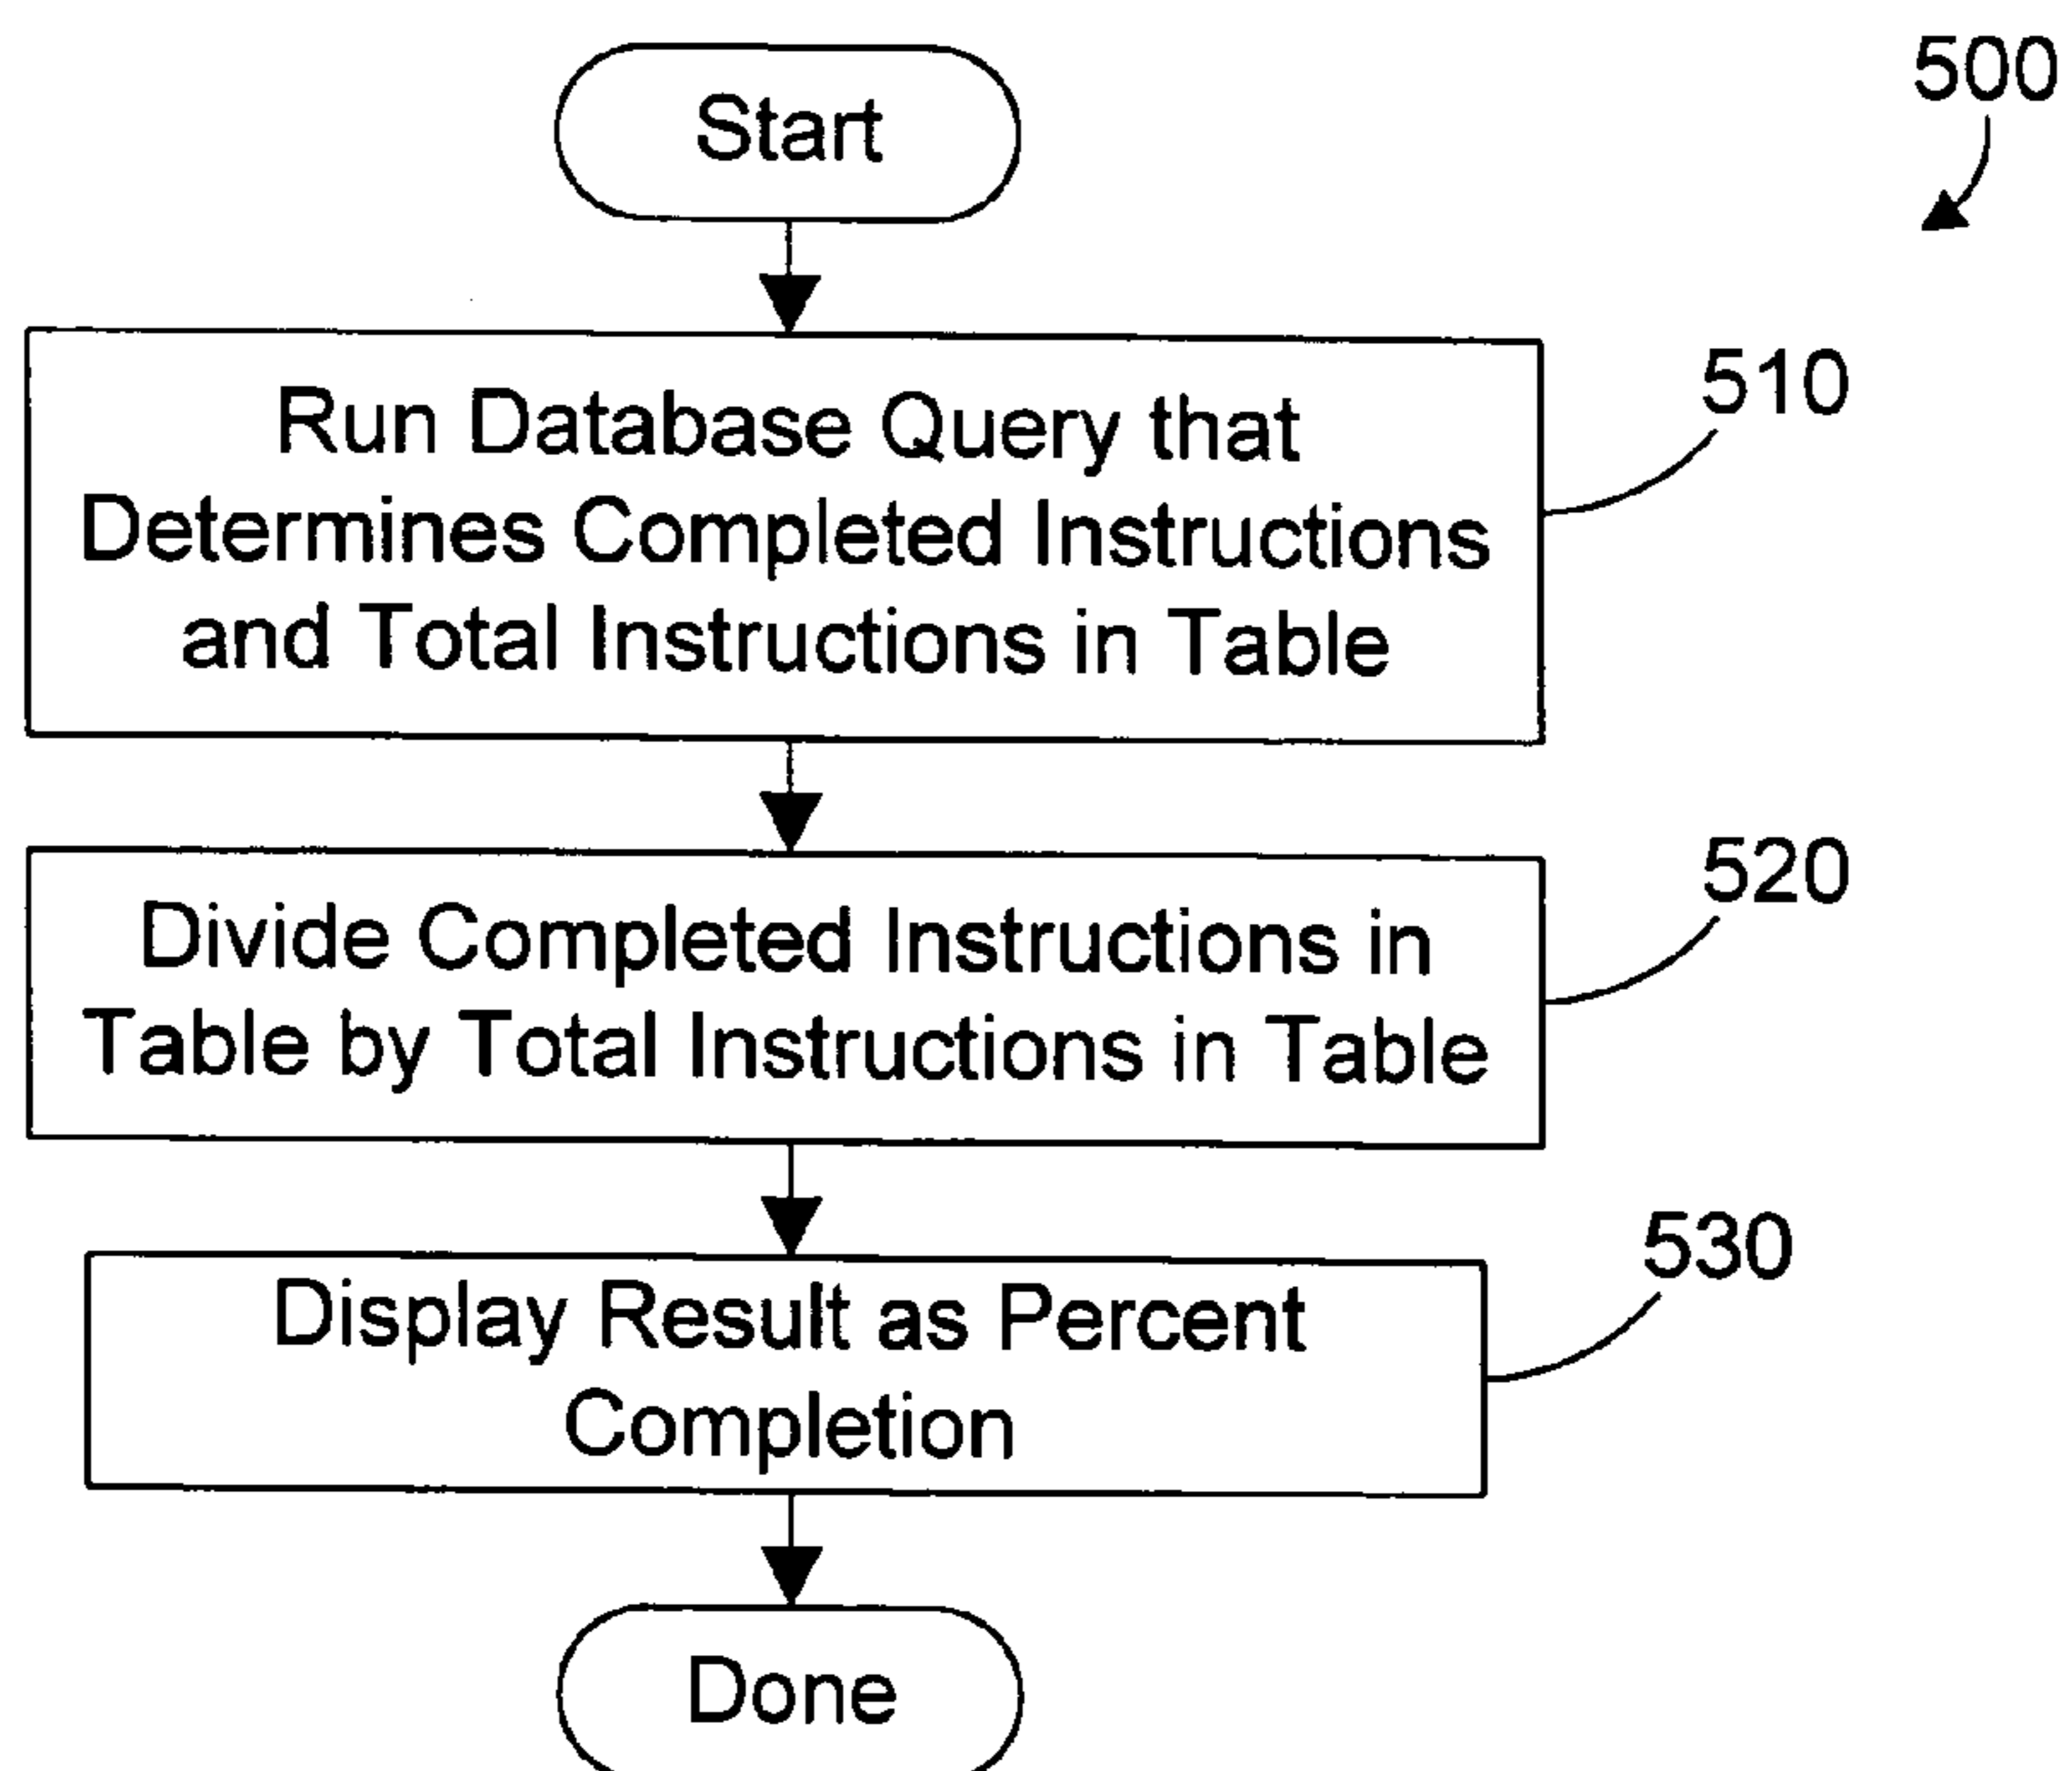 Start
500
Run Database Query that
Determines Completed Instructions
and Total Instructions in Table
510
Divide Completed Instructions in
Table by Total Instructions in Table
520
Display Result as Percent
Completion
530
Done